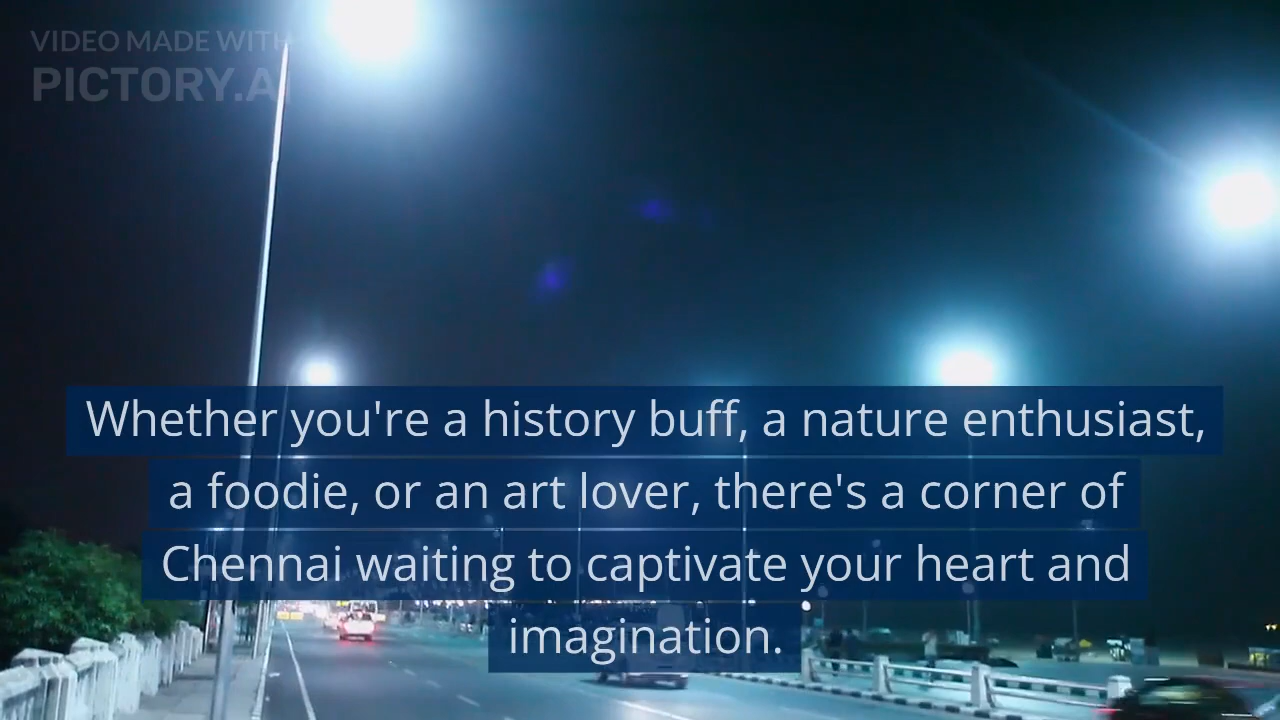 VIDEO MADE WITH
PICTORY.A
Whether you're a history buff, a nature enthusiast,
a foodie, or an art lover, there's a corner of
Chennai waiting to captivate your heart and
imagination.